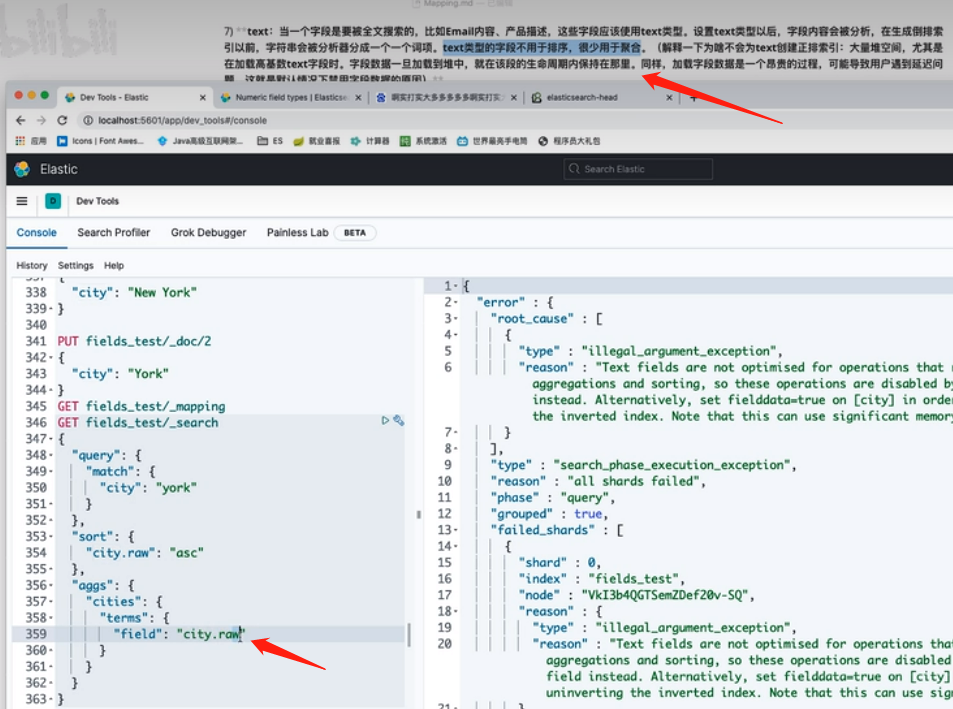 Mapping.md — 已编辑
bilibili
7) **text：当一个字段是要被全文搜索的，比如Email内容、产品描述，这些字段应该使用text类型。设置text类型以后，字段内容会被分析，在生成倒排索
引以前，字符串会被分析器分成一个一个词项。text类型的字段不用于排序，很少用于聚合。（解释一下为啥不会为text创建正排索引：大量堆空间，尤其是
在加载高基数text字段时。字段数据一旦加载到堆中，就在该段的生命周期内保持在那里。同样，加载字段数据是一个昂贵的过程，可能导致用户遇到延迟问
题。这就是默认情况下禁用字段数据的原因）**
Dev Tools - Elastic × Numeric field types | Elasticse × 啊实打实大多多多多多啊实打实 × elasticsearch-head × +
localhost:5601/app/dev_tools#/console
应用 Icons | Font Awes... Java高级互联网架... ES 就业喜报 计算器 系统激活 世界最亮手电筒 程序员大礼包
Elastic Search Elastic
D Dev Tools
Console Search Profiler Grok Debugger Painless Lab BETA
History Settings Help
337 {
338 "city": "New York"
339 }
340
341 PUT fields_test/_doc/2
342 {
343 "city": "York"
344 }
345 GET fields_test/_mapping
346 GET fields_test/_search
347 {
348 "query": {
349 "match": {
350 "city": "york"
351 }
352 },
353 "sort": {
354 "city.raw": "asc"
355 },
356 "aggs": {
357 "cities": {
358 "terms": {
359 "field": "city.raw"
360 }
361 }
362 }
363 }
1 {
2 "error" : {
3 "root_cause" : [
4 {
5 "type" : "illegal_argument_exception",
6 "reason" : "Text fields are not optimised for operations that
aggregations and sorting, so these operations are disabled by
instead. Alternatively, set fielddata=true on [city] in order
the inverted index. Note that this can use significant memory
7 }
8 ],
9 "type" : "search_phase_execution_exception",
10 "reason" : "all shards failed",
11 "phase" : "query",
12 "grouped" : true,
13 "failed_shards" : [
14 {
15 "shard" : 0,
16 "index" : "fields_test",
17 "node" : "VkI3b4QGTSemZDef20v-SQ",
18 "reason" : {
19 "type" : "illegal_argument_exception",
20 "reason" : "Text fields are not optimised for operations that
aggregations and sorting, so these operations are disabled
field instead. Alternatively, set fielddata=true on [city]
uninverting the inverted index. Note that this can use
21 }